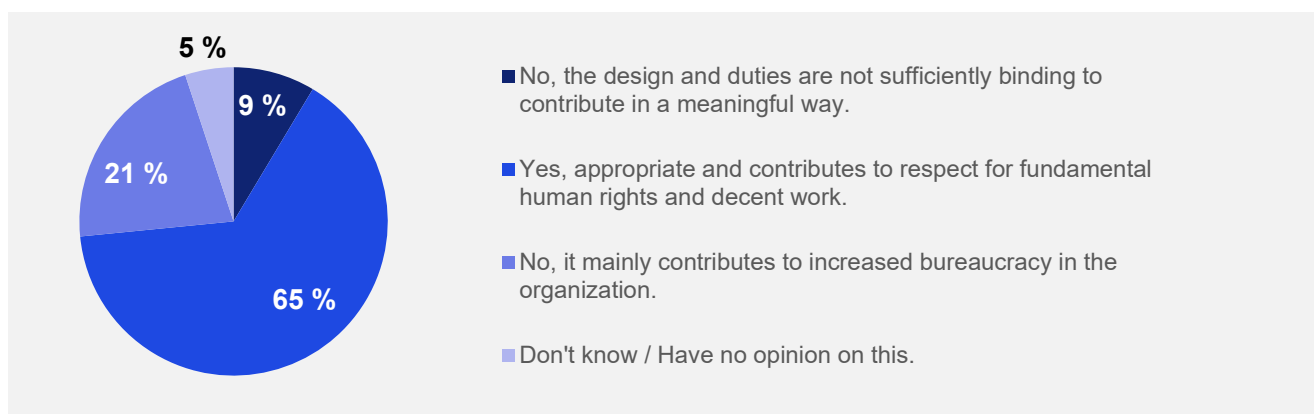 5 %
9 %
21 %
65 %
No, the design and duties are not sufficiently binding to
contribute in a meaningful way.
Yes, appropriate and contributes to respect for fundamental
human rights and decent work.
No, it mainly contributes to increased bureaucracy in the
organization.
Don't know / Have no opinion on this.